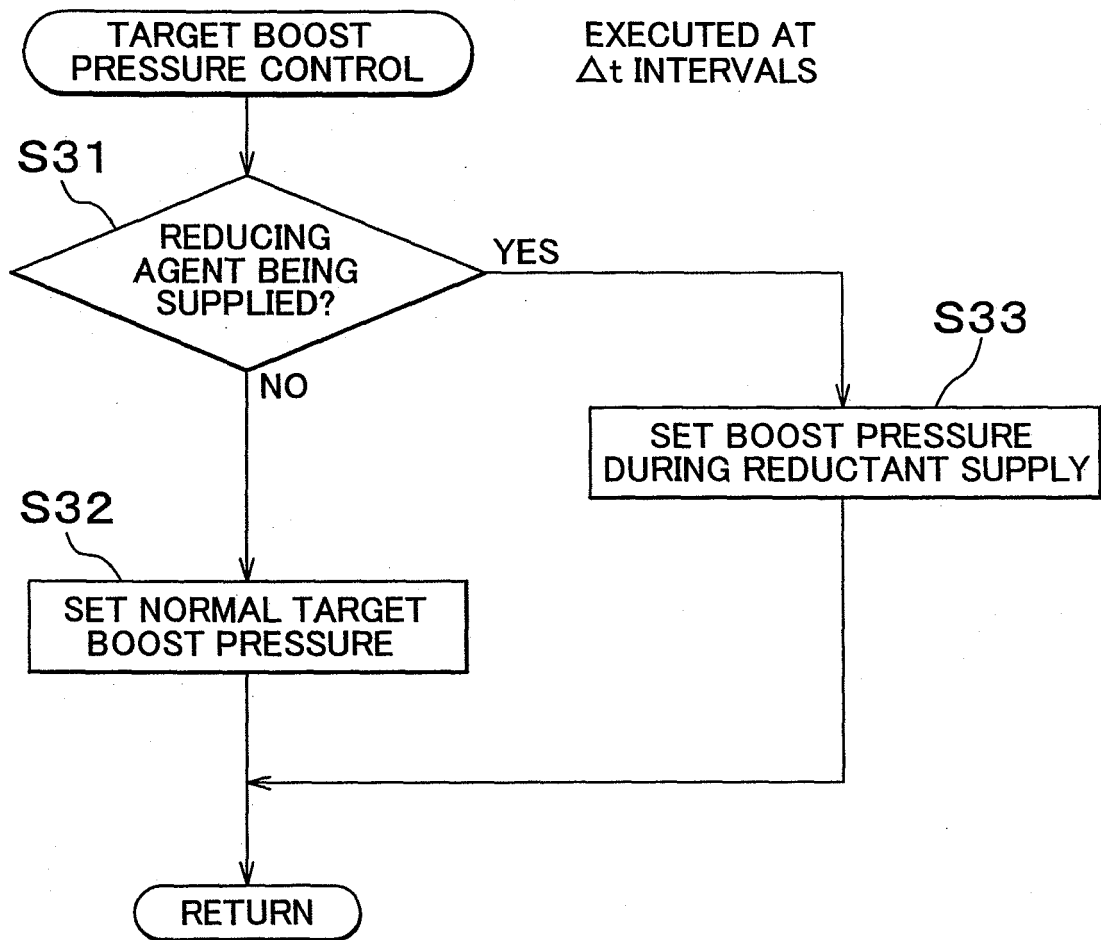 TARGET BOOST
PRESSURE CONTROL
EXECUTED AT
Δt INTERVALS
S31
REDUCING
AGENT BEING
SUPPLIED?
YES
NO
S33
SET BOOST PRESSURE
DURING REDUCTANT SUPPLY
S32
SET NORMAL TARGET
BOOST PRESSURE
RETURN